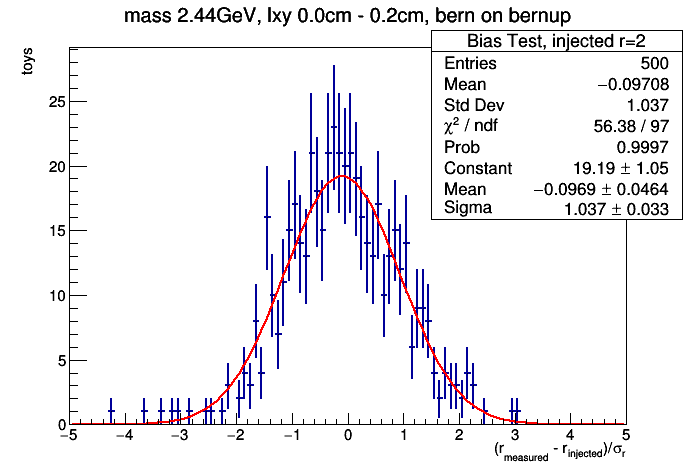 mass 2.44GeV, lxy 0.0cm - 0.2cm, bern on bernup
Bias Test, injected r=2
Entries 500
Mean −0.09708
Std Dev 1.037
χ² / ndf 56.38 / 97
Prob 0.9997
Constant 19.19 ± 1.05
Mean −0.0969 ± 0.0464
Sigma 1.037 ± 0.033
toys
25
20
15
10
5
0
−5 −4 −3 −2 −1 0 1 2 3 4 5
(r_measured - r_injected)/σ_r